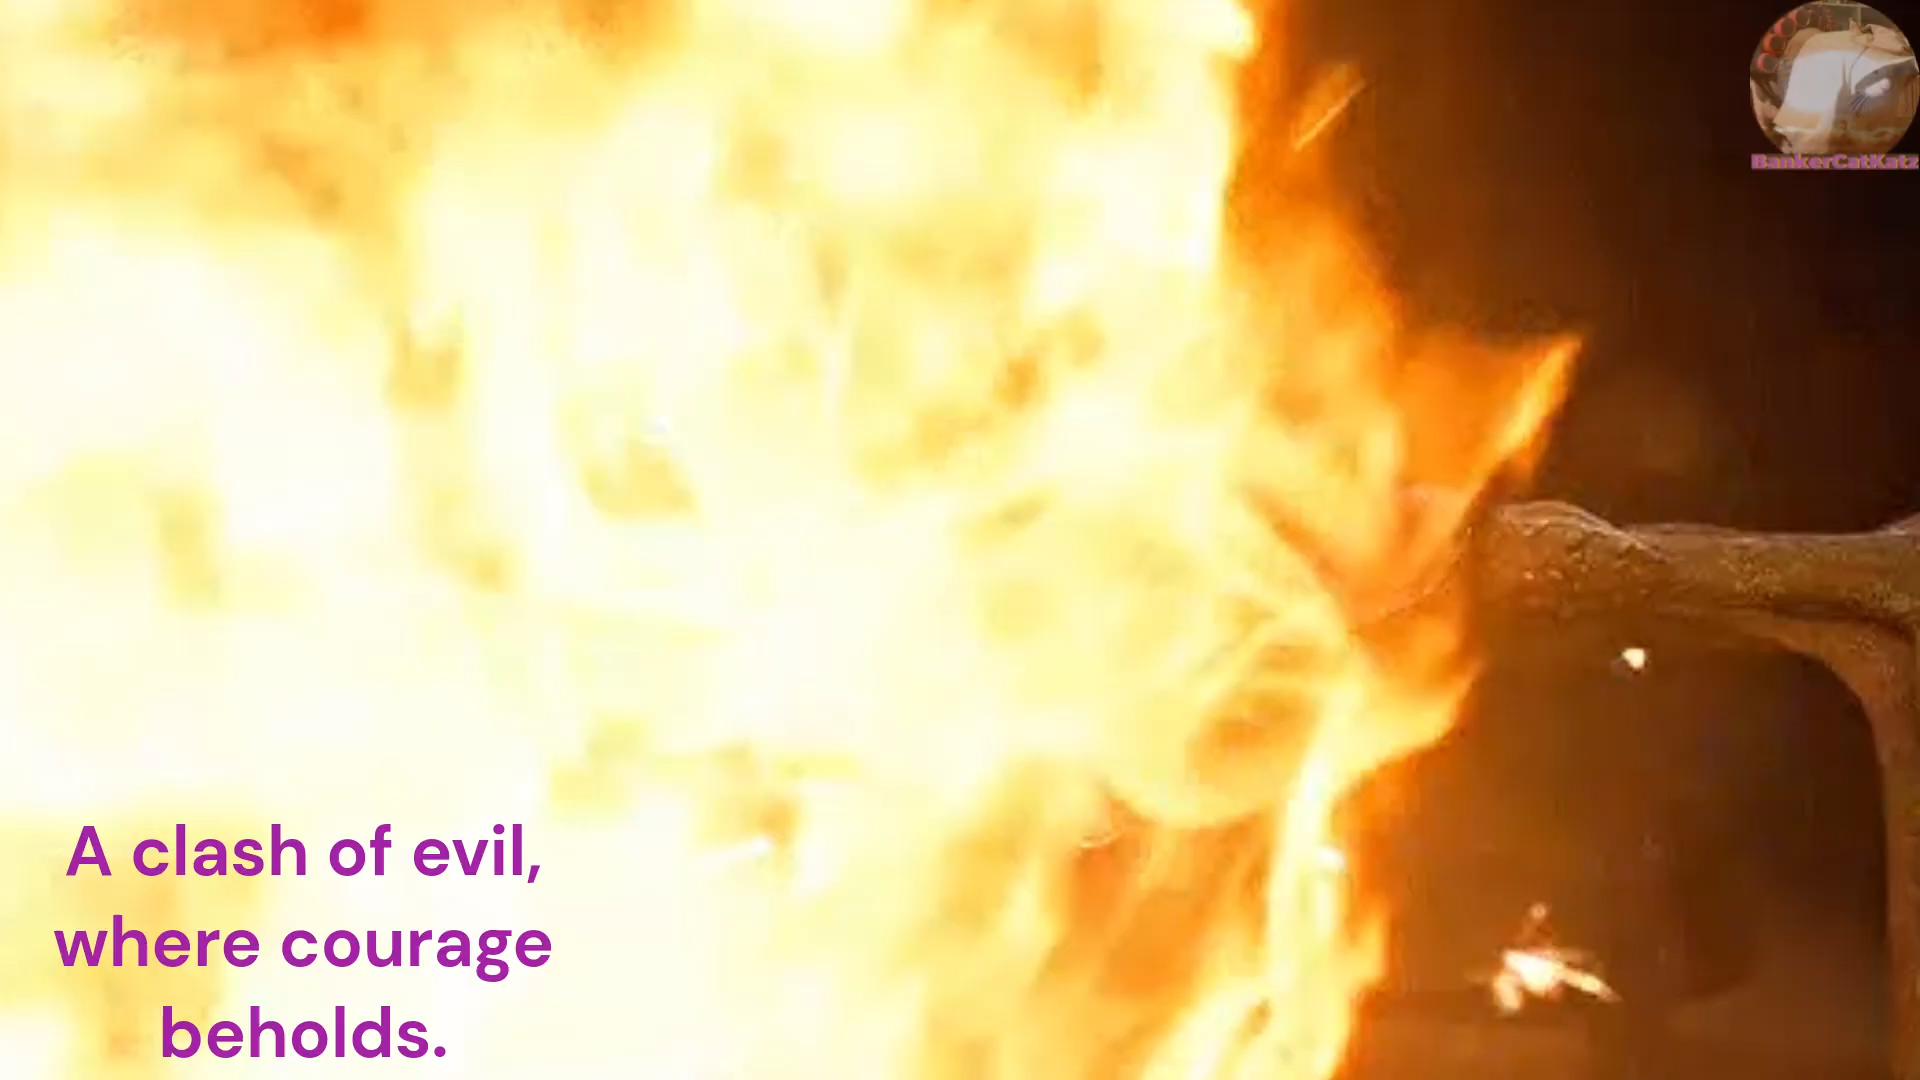 BankerCatKatz
A clash of evil,
where courage
beholds.